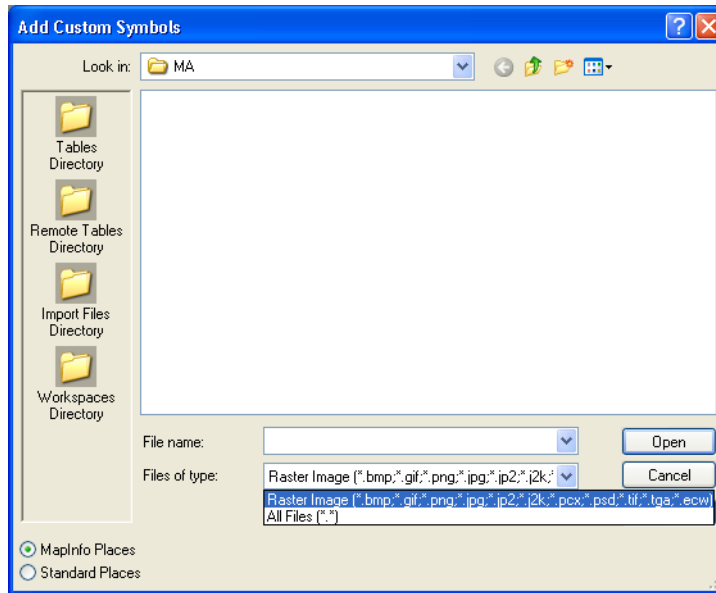 Add Custom Symbols
Look in:
MA
Tables
Directory
Remote Tables
Directory
Import Files
Directory
Workspaces
Directory
File name:
Open
Files of type:
Raster Image (*.bmp;*.gif;*.png;*.jpg;*.jp2;*.j2k;*
Cancel
Raster Image (*.bmp;*.gif;*.png;*.jpg;*.jp2;*.j2k;*.pcx;*.psd;*.tif;*.tga;*.ecw)
All Files (*.*)
MapInfo Places
Standard Places